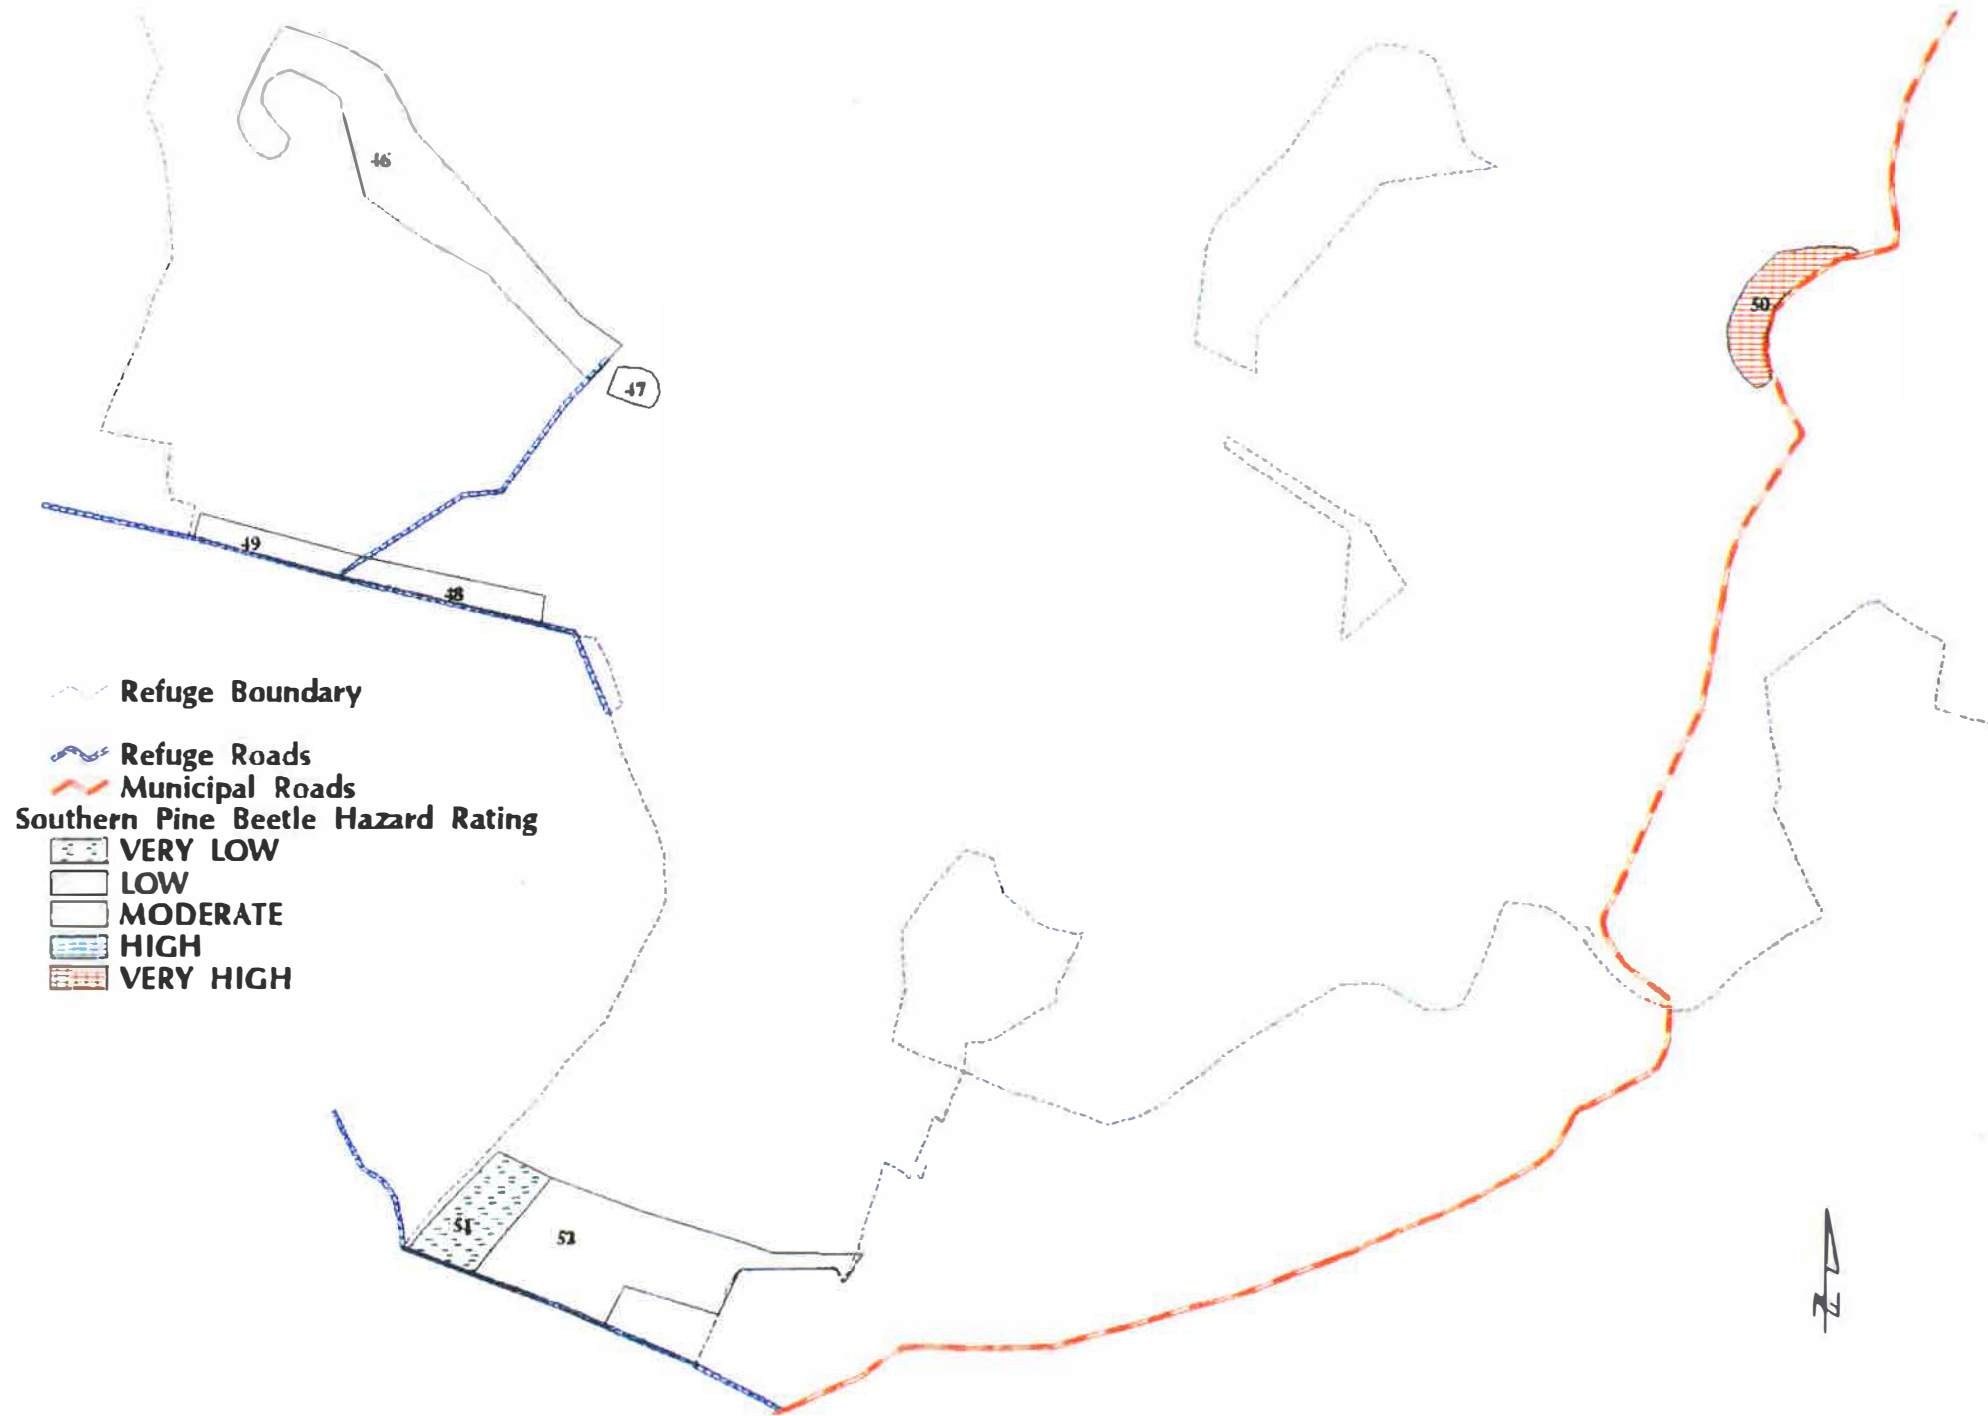 46
50
47
49
48
Refuge Boundary
Refuge Roads
Municipal Roads
Southern Pine Beetle Hazard Rating
VERY LOW
LOW
MODERATE
HIGH
VERY HIGH
51
52
N